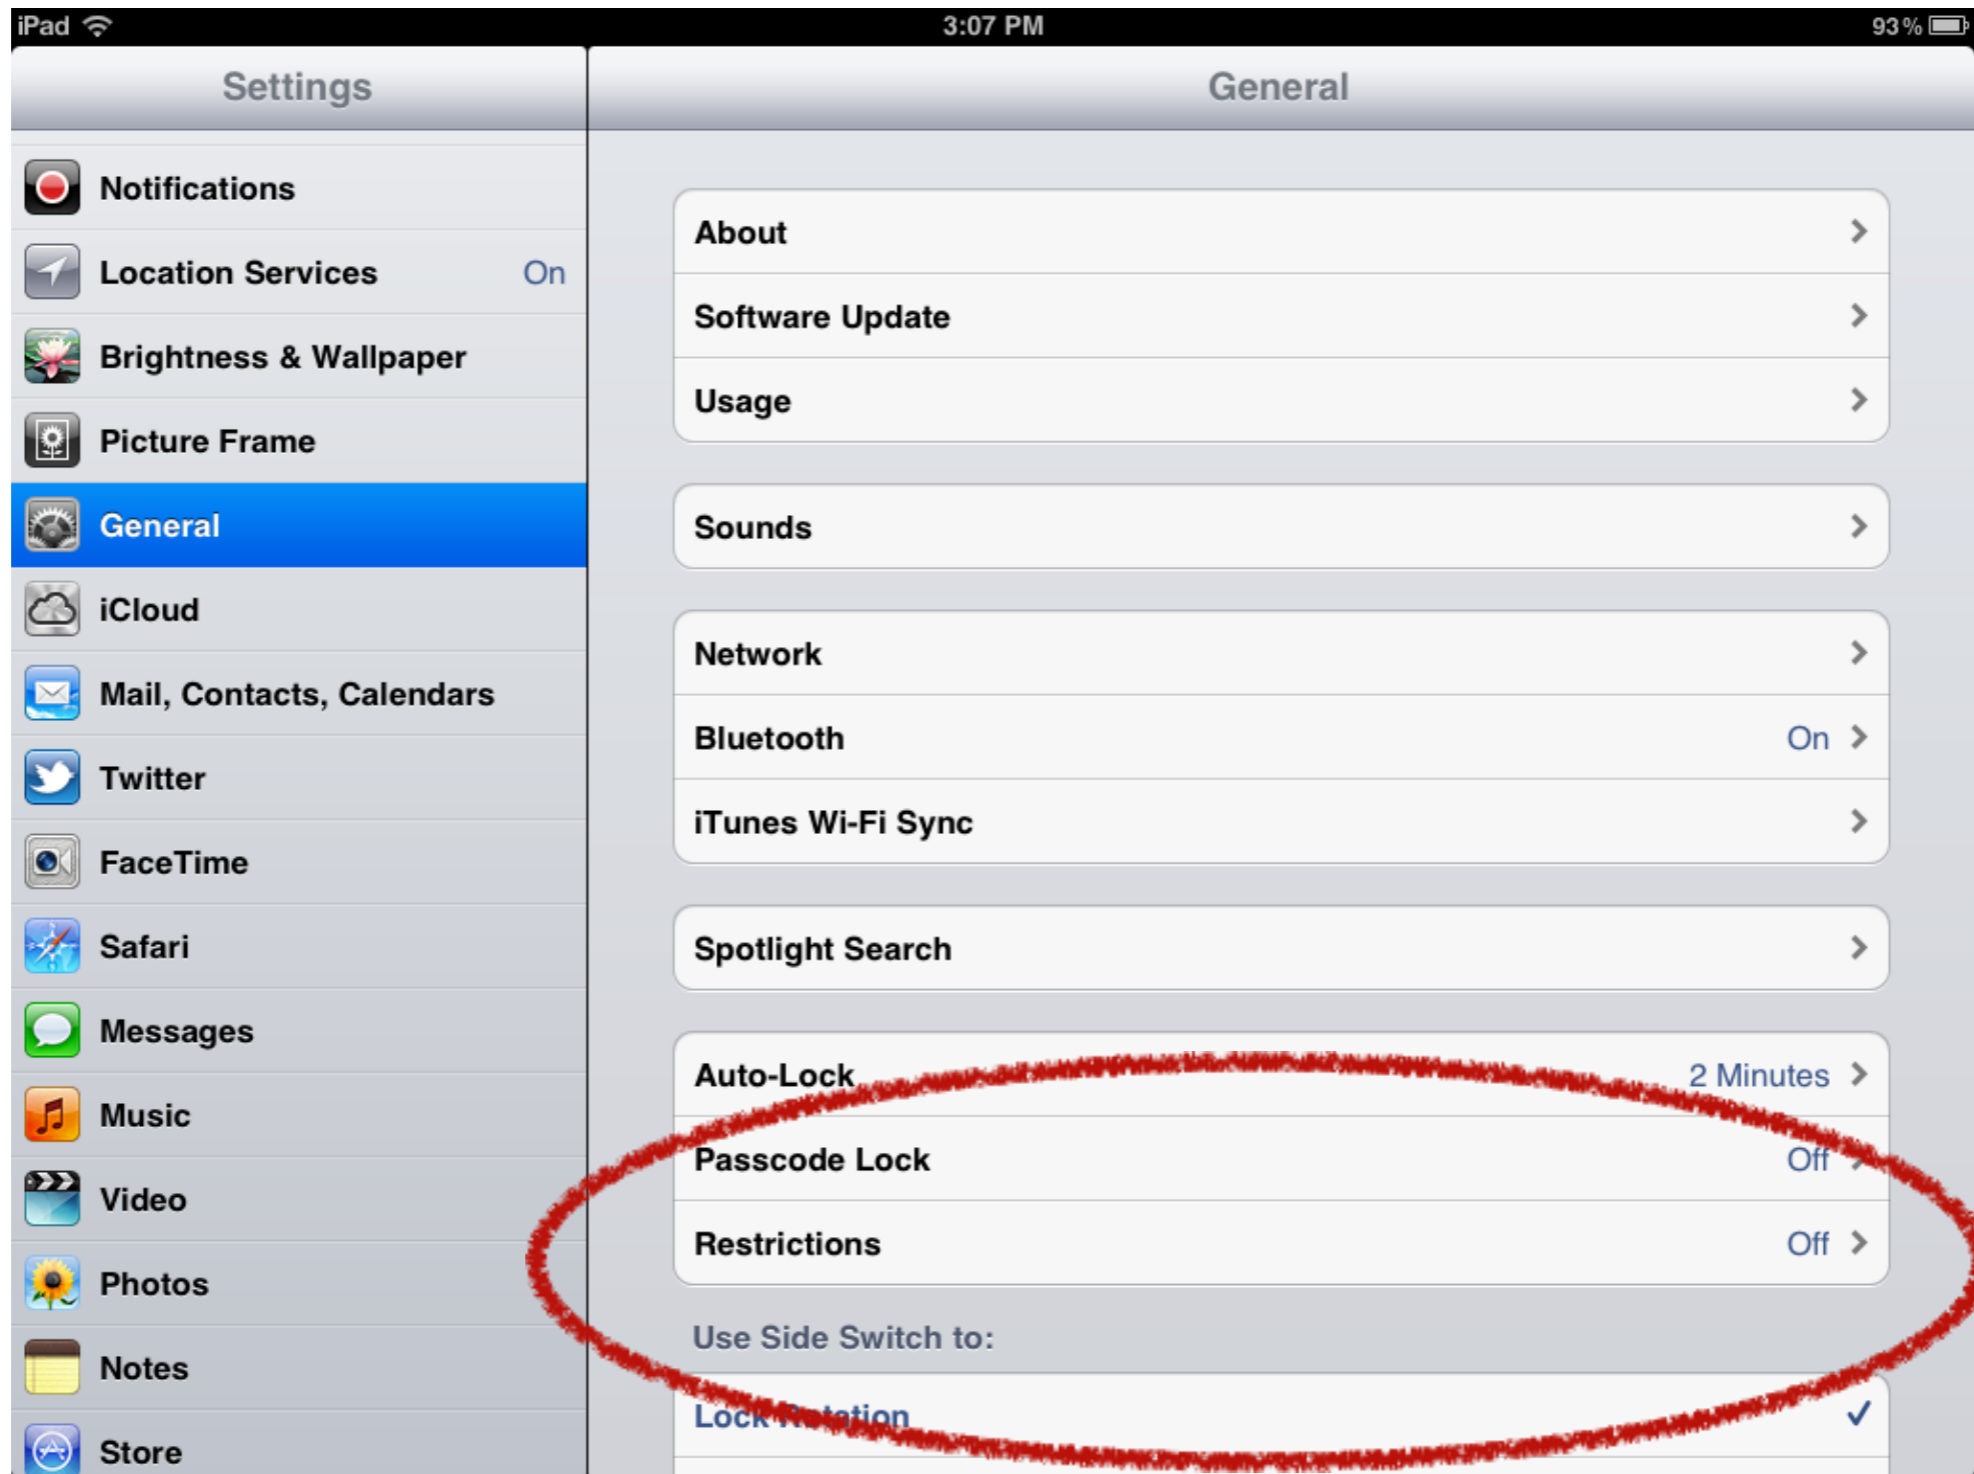 iPad 3:07 PM 93%
Settings
Notifications
Location Services On
Brightness & Wallpaper
Picture Frame
General
iCloud
Mail, Contacts, Calendars
Twitter
FaceTime
Safari
Messages
Music
Video
Photos
Notes
Store
General
About
Software Update
Usage
Sounds
Network
Bluetooth On
iTunes Wi-Fi Sync
Spotlight Search
Auto-Lock 2 Minutes
Passcode Lock Off
Restrictions Off
Use Side Switch to:
Lock Rotation